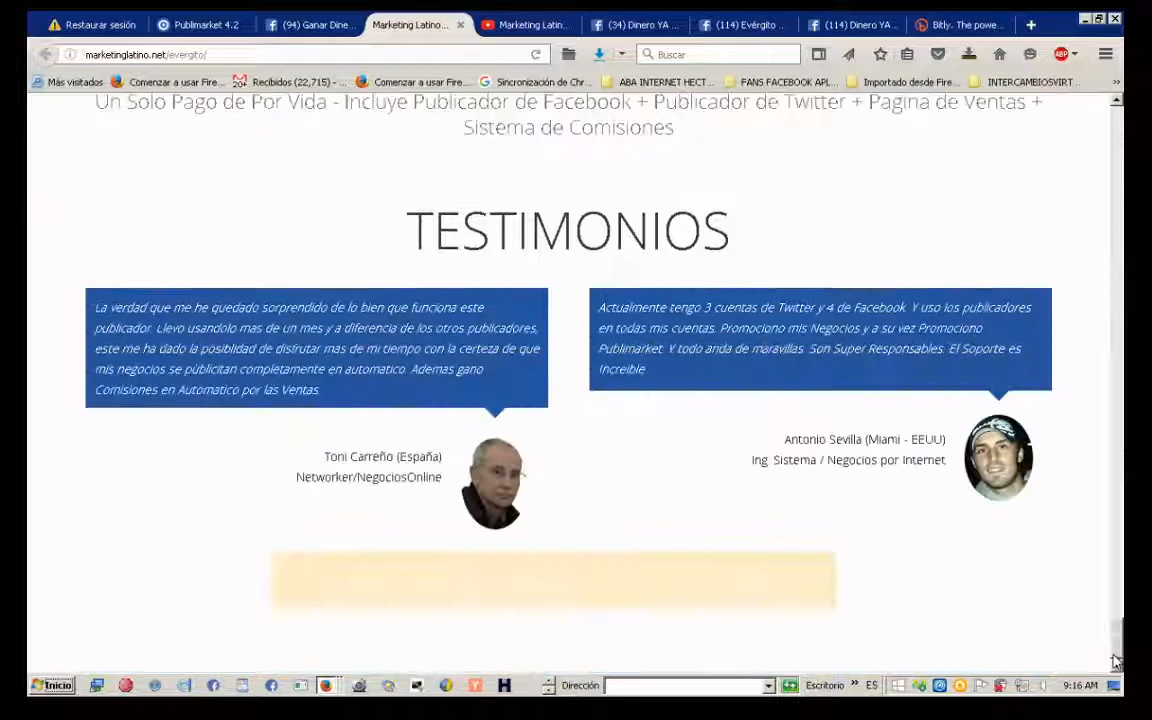 Restaurar sesión
Publimarket 4.2
(94) Ganar Dine...
Marketing Latino...
Marketing Latin...
(34) Dinero YA ...
(114) Evérgito ...
(114) Dinero YA ...
Bitly. The powe...
marketinglatino.net/evergito/
Buscar
ABP
Más visitados
Comenzar a usar Fire...
Recibidos (22,715) - ...
Comenzar a usar Fire...
Sincronización de Chr...
ABA INTERNET HECT...
FANS FACEBOOK APL...
Importado desde Firef...
INTERCAMBIOSVIRT...
Un Solo Pago de Por Vida - Incluye Publicador de Facebook + Publicador de Twitter + Pagina de Ventas +
Sistema de Comisiones
TESTIMONIOS
La verdad que me he quedado sorprendido de lo bien que funciona este
publicador. Llevo usandolo mas de un mes y a diferencia de los otros publicadores,
este me ha dado la posiblidad de disfrutar mas de mi tiempo con la certeza de que
mis negocios se publicitan completamente en automatico. Ademas gano
Comisiones en Automatico por las Ventas.
Toni Carreño (España)
Networker/NegociosOnline
Actualmente tengo 3 cuentas de Twitter y 4 de Facebook. Y uso los publicadores
en todas mis cuentas. Promociono mis Negocios y a su vez Promociono
Publimarket. Y todo anda de maravillas. Son Super Responsables. El Soporte es
Increible.
Antonio Sevilla (Miami - EEUU)
Ing. Sistema / Negocios por Internet
Inicio
Dirección
Escritorio
ES
9:16 AM